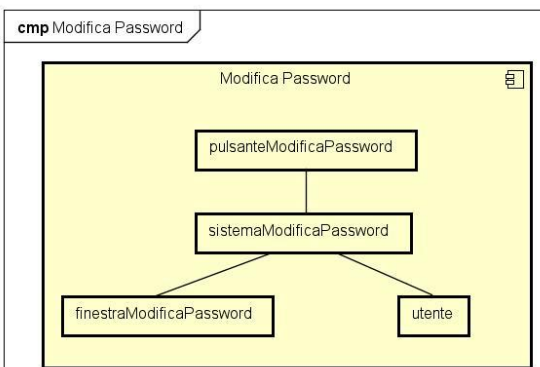 cmp Modifica Password
Modifica Password
pulsanteModificaPassword
sistemaModificaPassword
finestraModificaPassword
utente